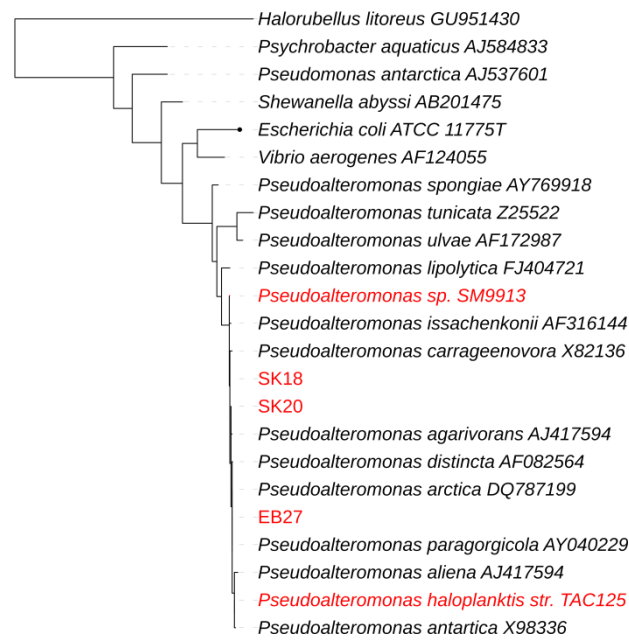 Halorubellus litoreus GU951430
Psychrobacter aquaticus AJ584833
Pseudomonas antarctica AJ537601
Shewanella abyssi AB201475
Escherichia coli ATCC 11775T
Vibrio aerogenes AF124055
Pseudoalteromonas spongiae AY769918
Pseudoalteromonas tunicata Z25522
Pseudoalteromonas ulvae AF172987
Pseudoalteromonas lipolytica FJ404721
Pseudoalteromonas sp. SM9913
Pseudoalteromonas issachenkonii AF316144
Pseudoalteromonas carrageenovora X82136
SK18
SK20
Pseudoalteromonas agarivorans AJ417594
Pseudoalteromonas distincta AF082564
Pseudoalteromonas arctica DQ787199
EB27
Pseudoalteromonas paragorgicola AY040229
Pseudoalteromonas aliena AJ417594
Pseudoalteromonas haloplanktis str. TAC125
Pseudoalteromonas antartica X98336